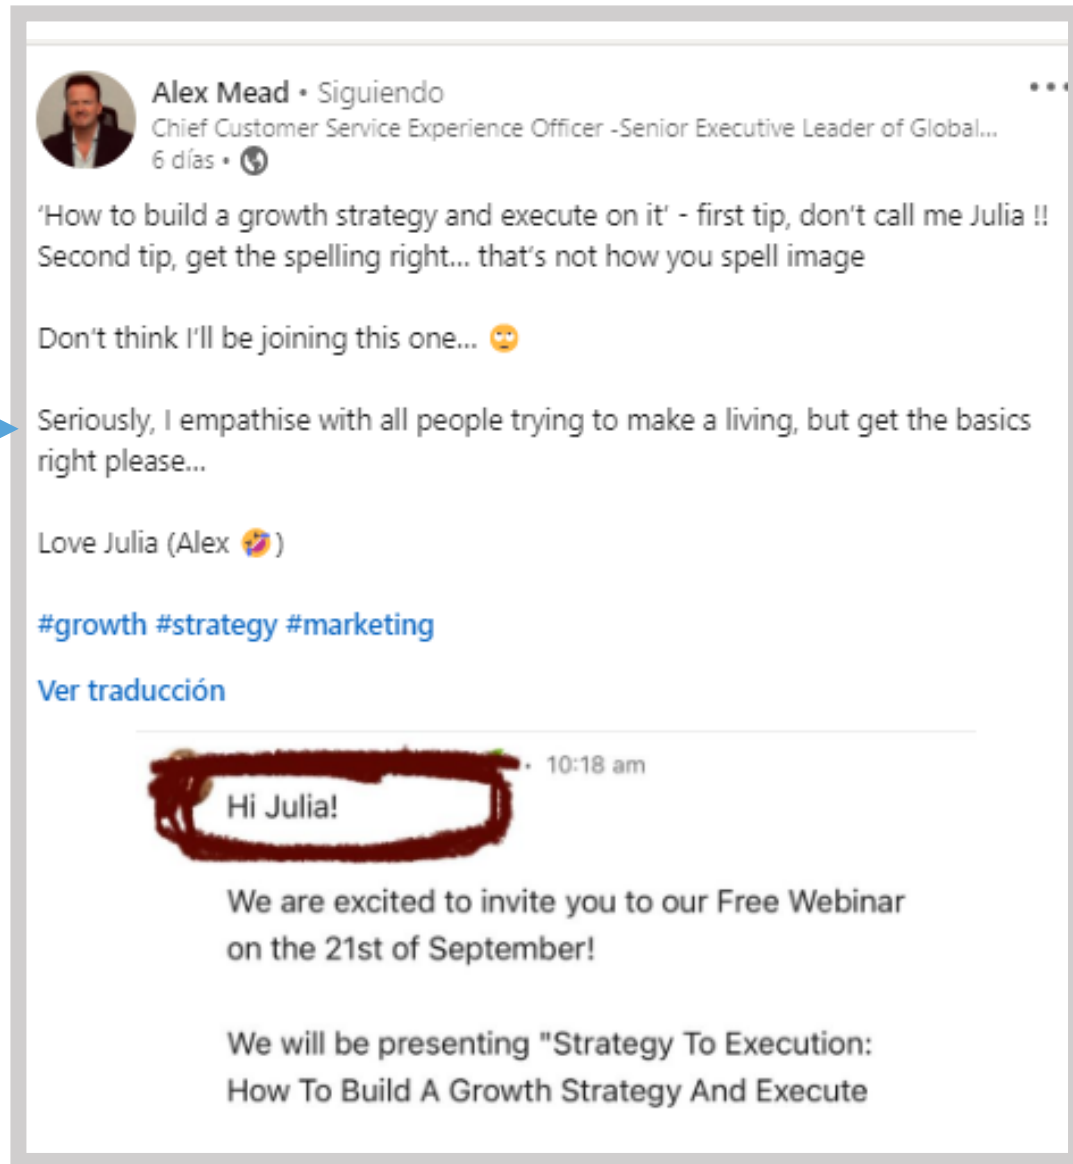 Alex Mead • Siguiendo
Chief Customer Service Experience Officer -Senior Executive Leader of Global...
6 días •
'How to build a growth strategy and execute on it' - first tip, don't call me Julia !!
Second tip, get the spelling right... that's not how you spell image
Don't think I'll be joining this one... 🙄
Seriously, I empathise with all people trying to make a living, but get the basics
right please...
Love Julia (Alex 🤣)
#growth #strategy #marketing
Ver traducción
10:18 am
Hi Julia!
We are excited to invite you to our Free Webinar
on the 21st of September!
We will be presenting "Strategy To Execution:
How To Build A Growth Strategy And Execute